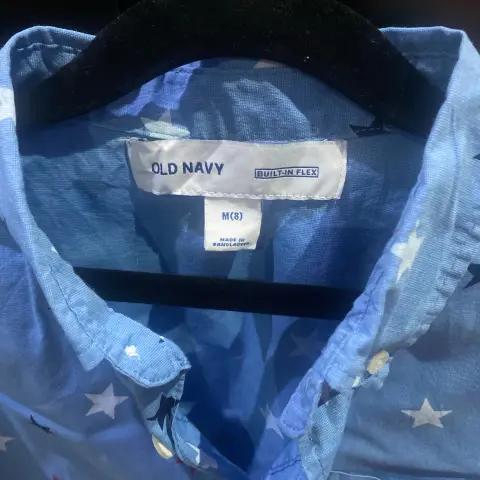 OLD NAVY
BUILT-IN FLEX
M(8)
MADE IN
BANGLADESH